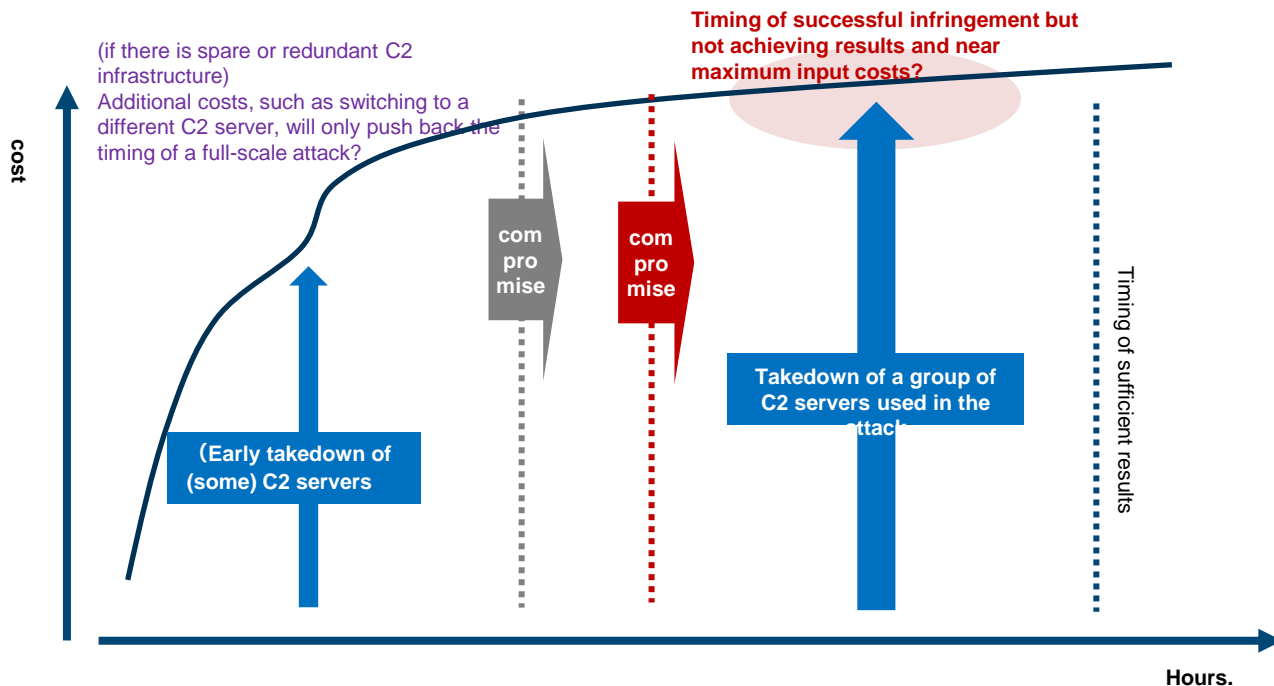 Timing of successful infringement but
not achieving results and near
maximum input costs?
(if there is spare or redundant C2
infrastructure)
Additional costs, such as switching to a
different C2 server, will only push back the
timing of a full-scale attack?
cost
com
pro
mise
com
pro
mise
Timing of sufficient results
Takedown of a group of
C2 servers used in the
attack
（Early takedown of
(some) C2 servers
Hours.